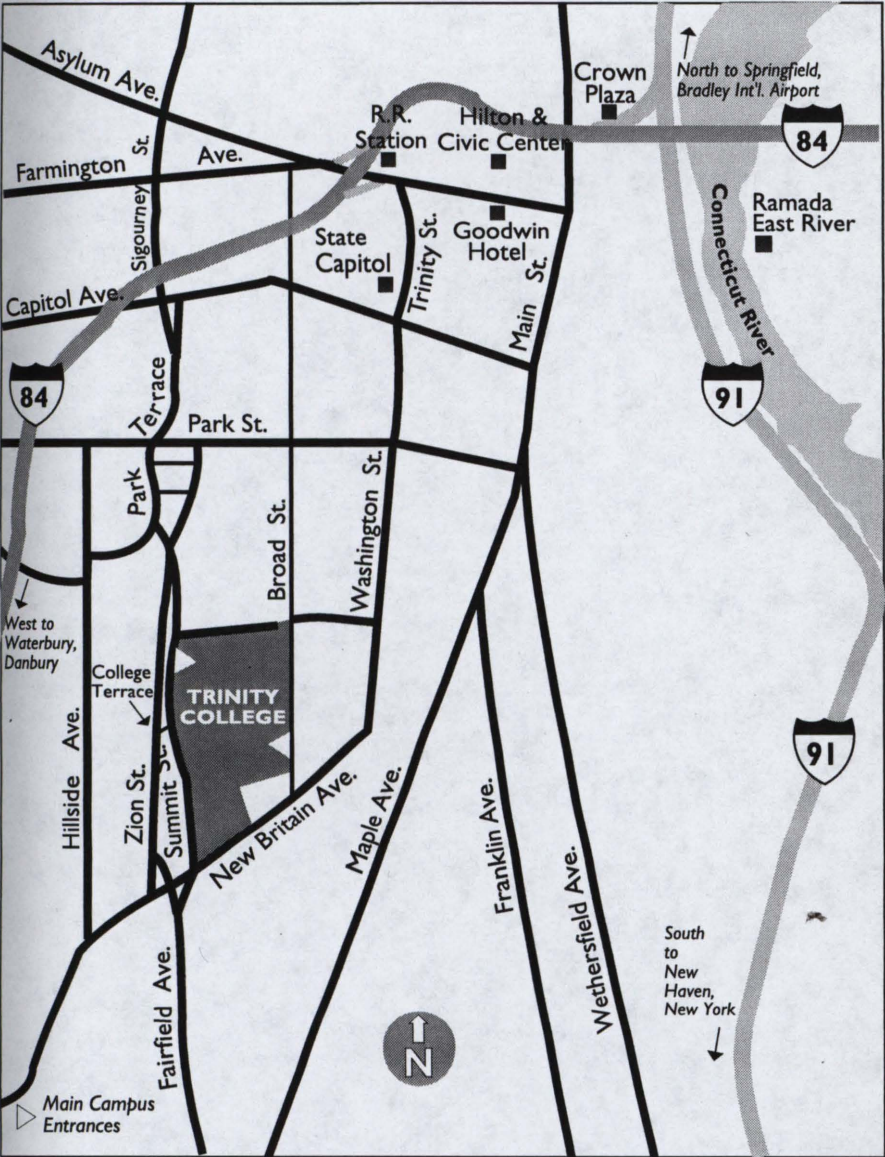 Asylum Ave.
Farmington
Ave.
Sigourney St.
R.R.
Station
Hilton &
Civic Center
Crown
Plaza
North to Springfield,
Bradley Int'l. Airport
84
Ramada
East River
Connecticut River
Goodwin
Hotel
State
Capitol
Trinity St.
Main St.
Capitol Ave.
84
Park Terrace
Park St.
91
Broad St.
Washington St.
West to
Waterbury,
Danbury
College
Terrace
TRINITY
COLLEGE
Hillside Ave.
Zion St.
Summit St.
New Britain Ave.
Maple Ave.
Franklin Ave.
Wethersfield Ave.
91
South
to
New
Haven,
New York
Fairfield Ave.
N
Main Campus
Entrances